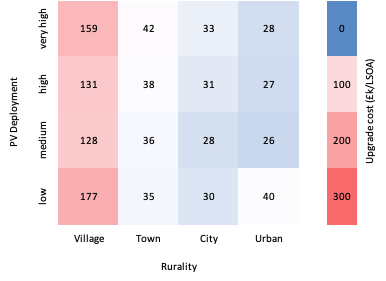 very high 159 42 33 28 0
high 131 38 31 27 100
medium 128 36 28 26 200
low 177 35 30 40 300
Village Town City Urban
Rurality
PV Deployment
Upgrade cost (£k/LSOA)